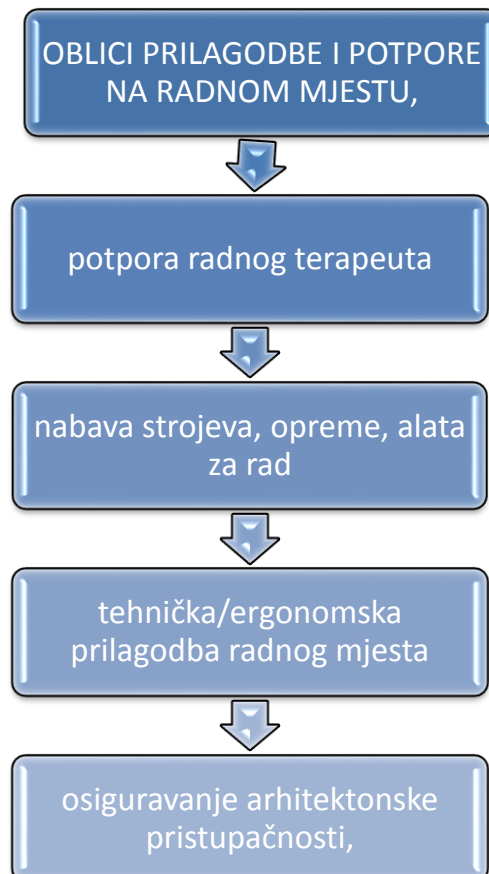 OBLICI PRILAGODBE I POTPORE
NA RADNOM MJESTU,
potpora radnog terapeuta
nabava strojeva, opreme, alata
za rad
tehnička/ergonomska
prilagodba radnog mjesta
osiguravanje arhitektonske
pristupačnosti,